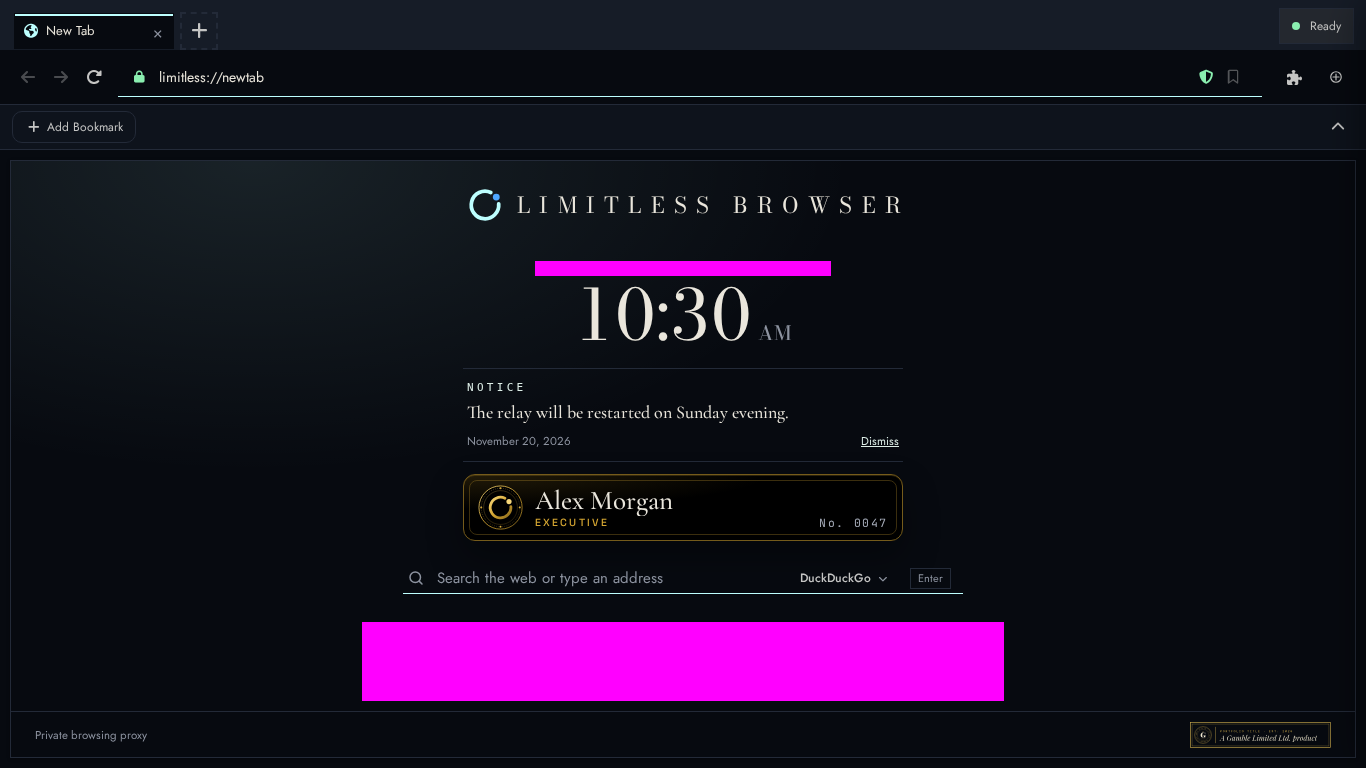 New Tab
Ready
limitless://newtab
Add Bookmark
LIMITLESS BROWSER
10:30 AM
NOTICE
The relay will be restarted on Sunday evening.
November 20, 2026
Dismiss
Alex Morgan
EXECUTIVE
No. 0047
Search the web or type an address
DuckDuckGo
Enter
Private browsing proxy
G
A Gamble Limited Ltd. product